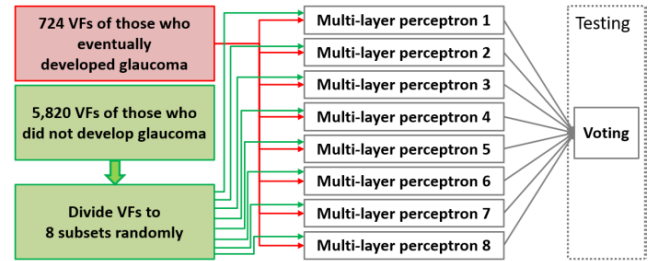 724 VFs of those who
eventually
developed glaucoma
5,820 VFs of those who
did not develop glaucoma
Divide VFs to
8 subsets randomly
Multi-layer perceptron 1
Multi-layer perceptron 2
Multi-layer perceptron 3
Multi-layer perceptron 4
Multi-layer perceptron 5
Multi-layer perceptron 6
Multi-layer perceptron 7
Multi-layer perceptron 8
Testing
Voting